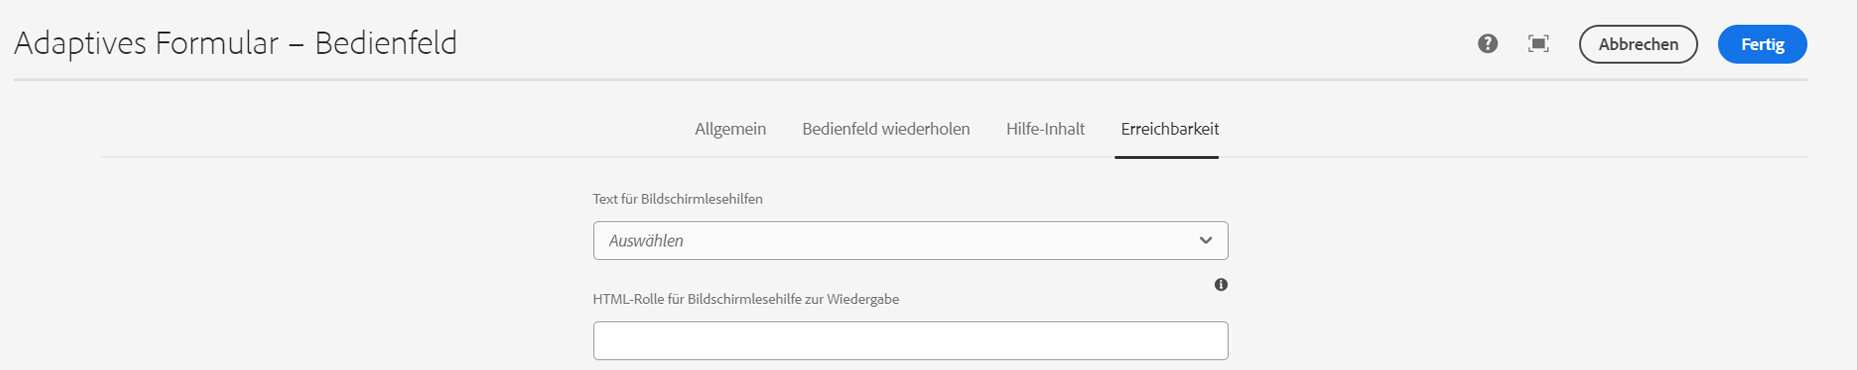 Adaptives Formular – Bedienfeld
Abbrechen
Fertig
Allgemein
Bedienfeld wiederholen
Hilfe-Inhalt
Erreichbarkeit
Text für Bildschirmlesehilfen
Auswählen
HTML-Rolle für Bildschirmlesehilfe zur Wiedergabe